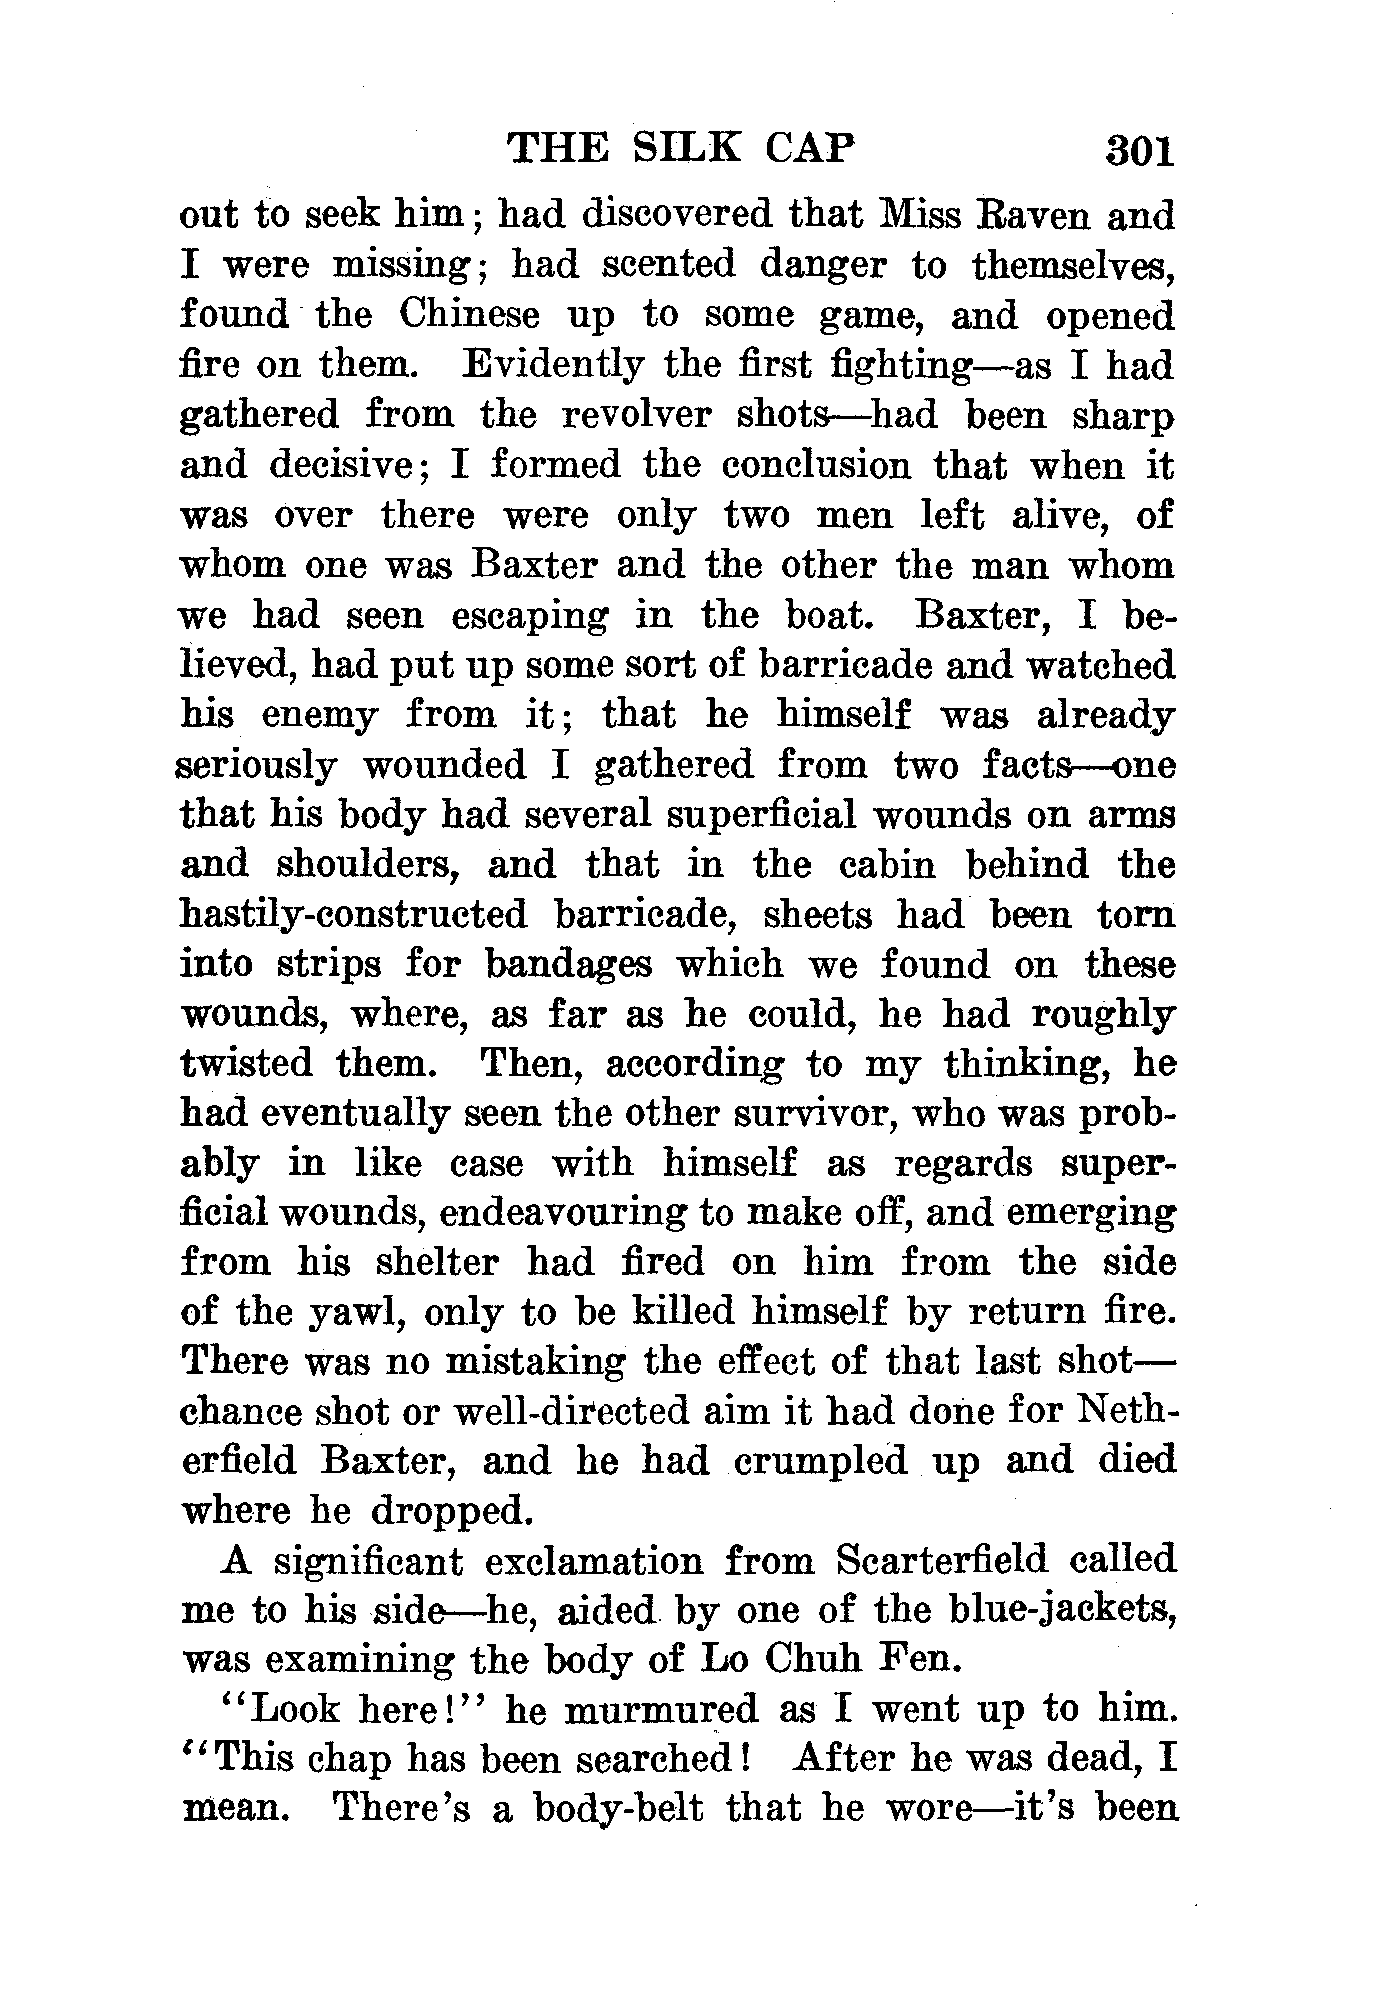 THE SILK CAP 301
out to seek him; had discovered that Miss Raven and
I were missing; had scented danger to themselves,
found the Chinese up to some game, and opened
fire on them. Evidently the first fighting—as I had
gathered from the revolver shots—had been sharp
and decisive; I formed the conclusion that when it
was over there were only two men left alive, of
whom one was Baxter and the other the man whom
we had seen escaping in the boat. Baxter, I be-
lieved, had put up some sort of barricade and watched
his enemy from it; that he himself was already
seriously wounded I gathered from two facts—one
that his body had several superficial wounds on arms
and shoulders, and that in the cabin behind the
hastily-constructed barricade, sheets had been torn
into strips for bandages which we found on these
wounds, where, as far as he could, he had roughly
twisted them. Then, according to my thinking, he
had eventually seen the other survivor, who was prob-
ably in like case with himself as regards super-
ficial wounds, endeavouring to make off, and emerging
from his shelter had fired on him from the side
of the yawl, only to be killed himself by return fire.
There was no mistaking the effect of that last shot—
chance shot or well-directed aim it had done for Neth-
erfield Baxter, and he had crumpled up and died
where he dropped.
A significant exclamation from Scarterfield called
me to his side—he, aided by one of the blue-jackets,
was examining the body of Lo Chuh Fen.
"Look here!" he murmured as I went up to him.
"This chap has been searched! After he was dead, I
mean. There's a body-belt that he wore—it's been